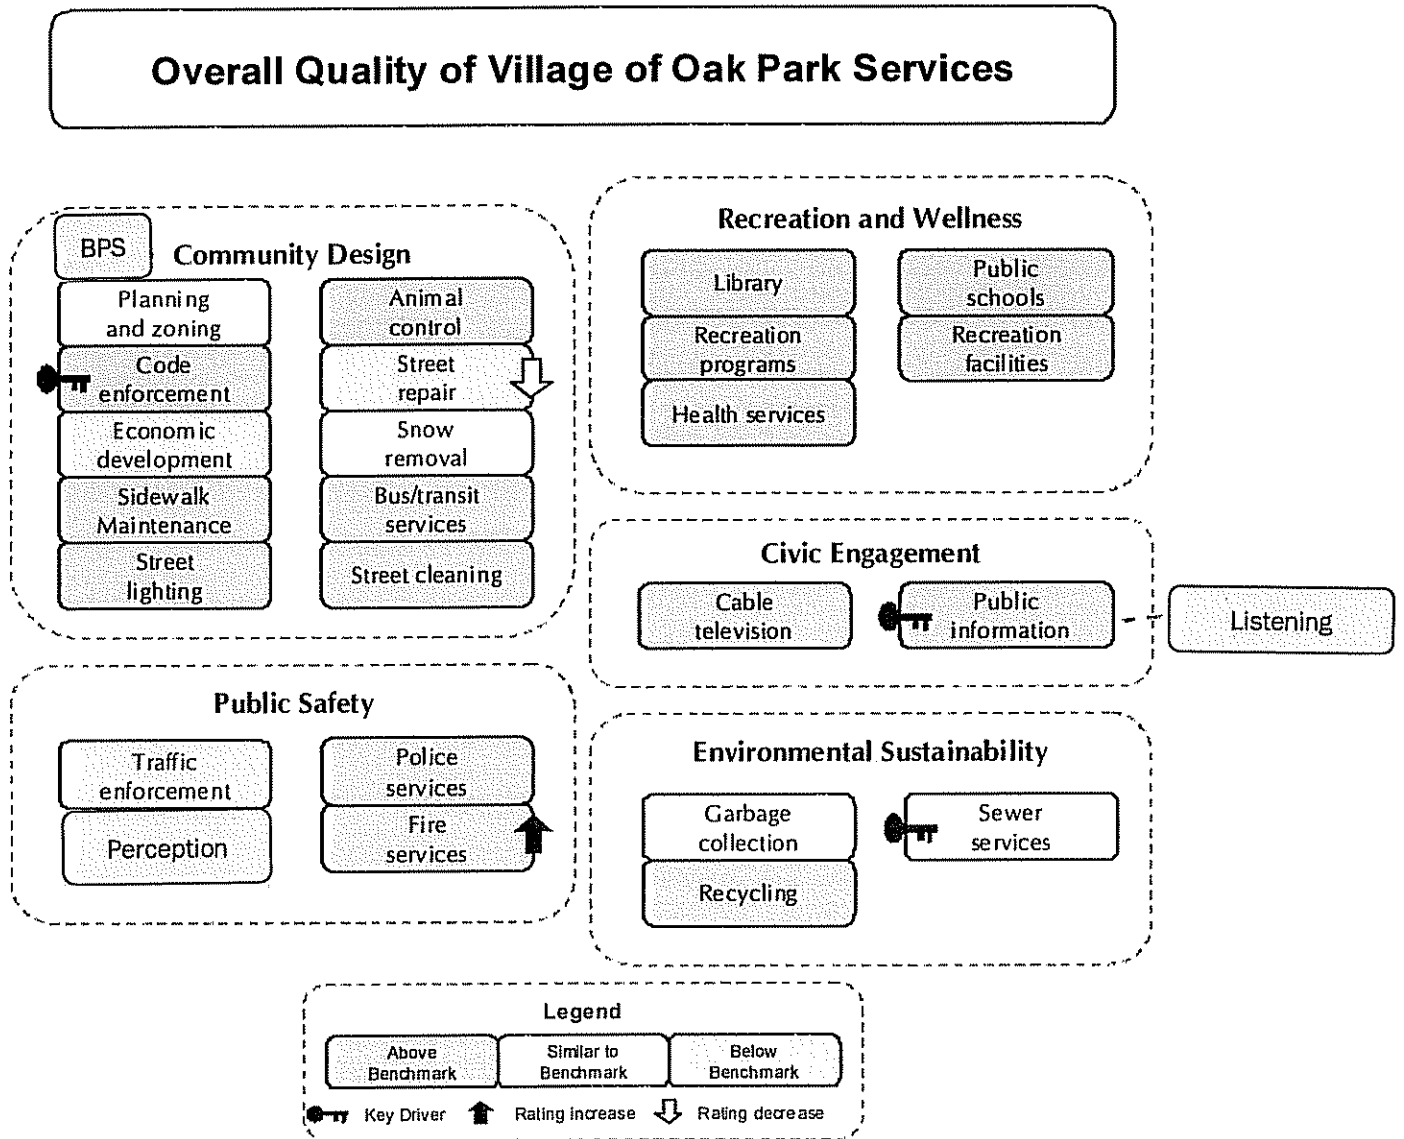 Overall Quality of Village of Oak Park Services
BPS
Community Design
Planning
and zoning
Code
enforcement
Economic
development
Sidewalk
Maintenance
Street
lighting
Animal
control
Street
repair
Snow
removal
Bus/transit
services
Street cleaning
Recreation and Wellness
Library
Recreation
programs
Health services
Public
schools
Recreation
facilities
Civic Engagement
Cable
television
Public
information
Listening
Public Safety
Traffic
enforcement
Perception
Police
services
Fire
services
Environmental Sustainability
Garbage
collection
Recycling
Sewer
services
Legend
Above
Benchmark
Similar to
Benchmark
Below
Benchmark
Key Driver
Rating increase
Rating decrease